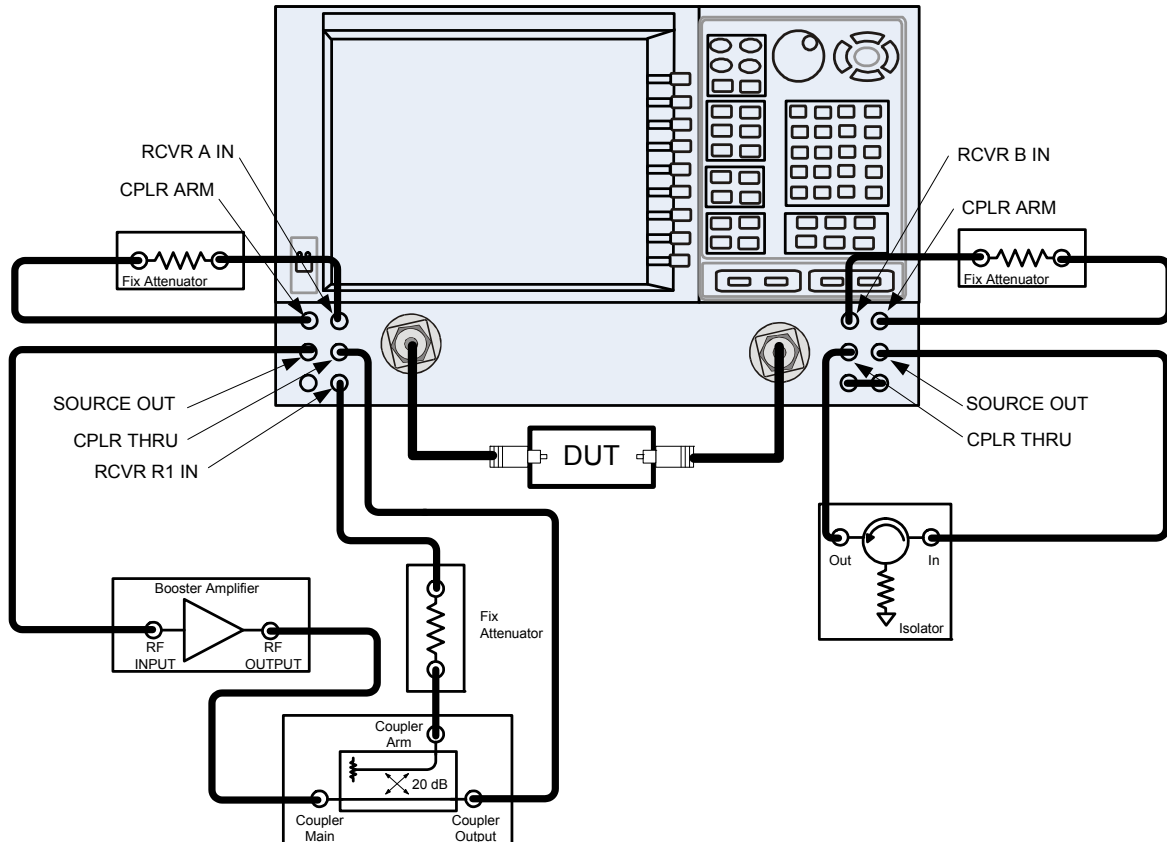 RCVR A IN
CPLR ARM
Fix Attenuator
SOURCE OUT
CPLR THRU
RCVR R1 IN
RCVR B IN
CPLR ARM
Fix Attenuator
SOURCE OUT
CPLR THRU
DUT
Out
In
Isolator
Booster Amplifier
RF
INPUT
RF
OUTPUT
Fix
Attenuator
Coupler
Arm
20 dB
Coupler
Main
Coupler
Output